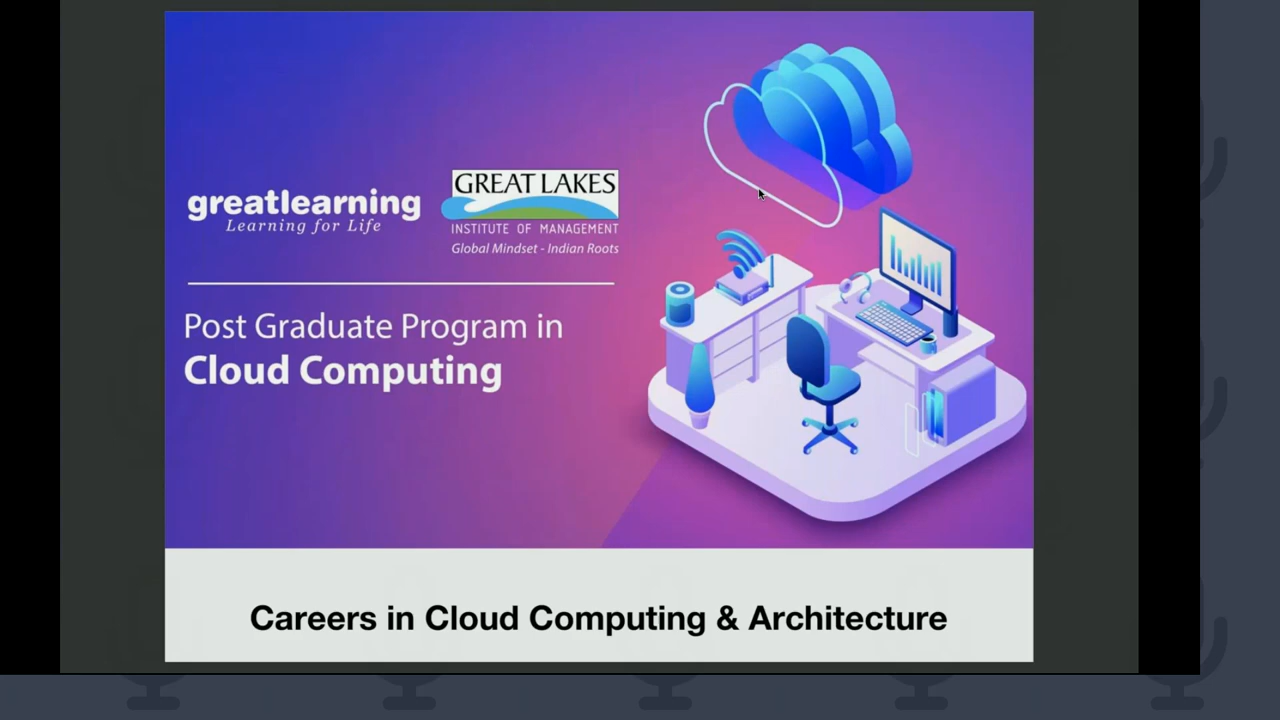 greatlearning
Learning for Life
GREAT LAKES
INSTITUTE OF MANAGEMENT
Global Mindset - Indian Roots
Post Graduate Program in
Cloud Computing
Careers in Cloud Computing & Architecture